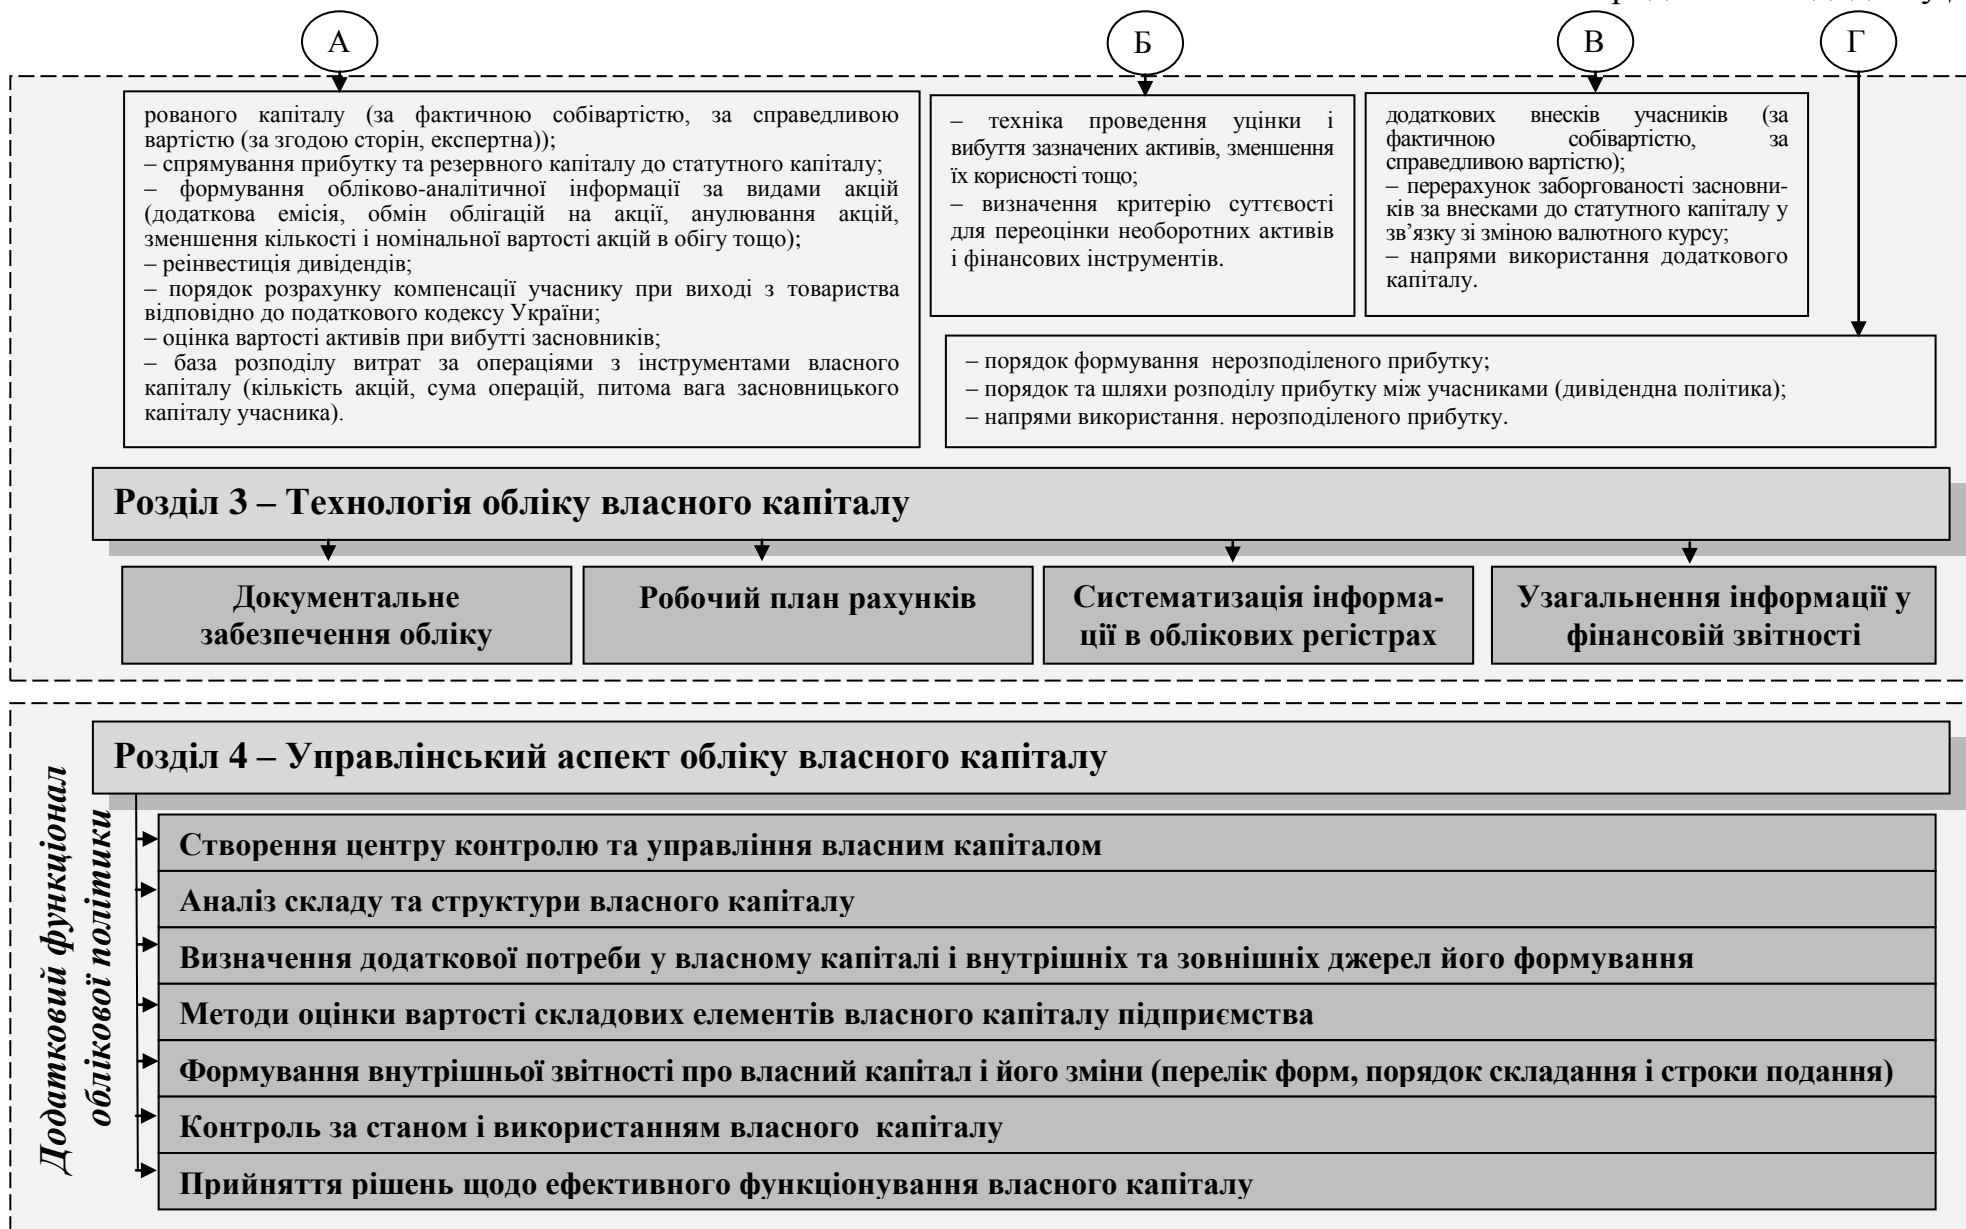 А
Б
В
Г
рованого капіталу (за фактичною собівартістю, за справедливою
вартістю (за згодою сторін, експертна));
– спрямування прибутку та резервного капіталу до статутного капіталу;
– формування обліково-аналітичної інформації за видами акцій
(додаткова емісія, обмін облігацій на акції, анулювання акцій,
зменшення кількості і номінальної вартості акцій в обігу тощо);
– реінвестиція дивідендів;
– порядок розрахунку компенсації учаснику при виході з товариства
відповідно до податкового кодексу України;
– оцінка вартості активів при вибутті засновників;
– база розподілу витрат за операціями з інструментами власного
капіталу (кількість акцій, сума операцій, питома вага засновницького
капіталу учасника).
– техніка проведення уцінки і
вибуття зазначених активів, зменшення
їх корисності тощо;
– визначення критерію суттєвості
для переоцінки необоротних активів
і фінансових інструментів.
додаткових внесків учасників (за
фактичною собівартістю, за
справедливою вартістю);
– перерахунок заборгованості засновни-
ків за внесками до статутного капіталу у
зв’язку зі зміною валютного курсу;
– напрями використання додаткового
капіталу.
– порядок формування нерозподіленого прибутку;
– порядок та шляхи розподілу прибутку між учасниками (дивідендна політика);
– напрями використання. нерозподіленого прибутку.
Розділ 3 – Технологія обліку власного капіталу
Документальне
забезпечення обліку
Робочий план рахунків
Систематизація інформа-
ції в облікових регістрах
Узагальнення інформації у
фінансовій звітності
Додатковий функціонал
облікової політики
Розділ 4 – Управлінський аспект обліку власного капіталу
Створення центру контролю та управління власним капіталом
Аналіз складу та структури власного капіталу
Визначення додаткової потреби у власному капіталі і внутрішніх та зовнішніх джерел його формування
Методи оцінки вартості складових елементів власного капіталу підприємства
Формування внутрішньої звітності про власний капітал і його зміни (перелік форм, порядок складання і строки подання)
Контроль за станом і використанням власного капіталу
Прийняття рішень щодо ефективного функціонування власного капіталу